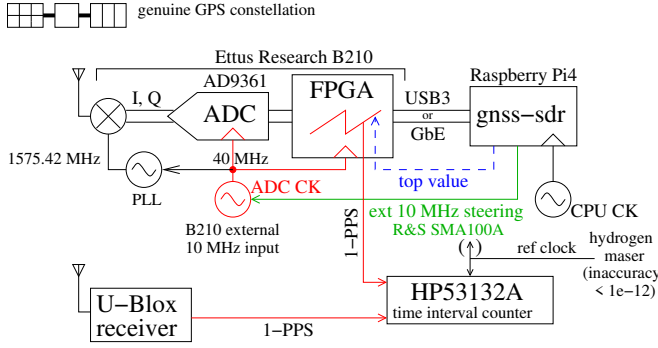 genuine GPS constellation
Ettus Research B210
AD9361
FPGA
Raspberry Pi4
I, Q
ADC
USB3
or
GbE
gnss-sdr
1575.42 MHz
40 MHz
PLL
ADC CK
top value
CPU CK
B210 external
10 MHz input
1-PPS
ext 10 MHz steering
R&S SMA100A
( )
ref clock
hydrogen
maser
(inaccuracy
< 1e-12)
U-Blox
receiver
1-PPS
HP53132A
time interval counter